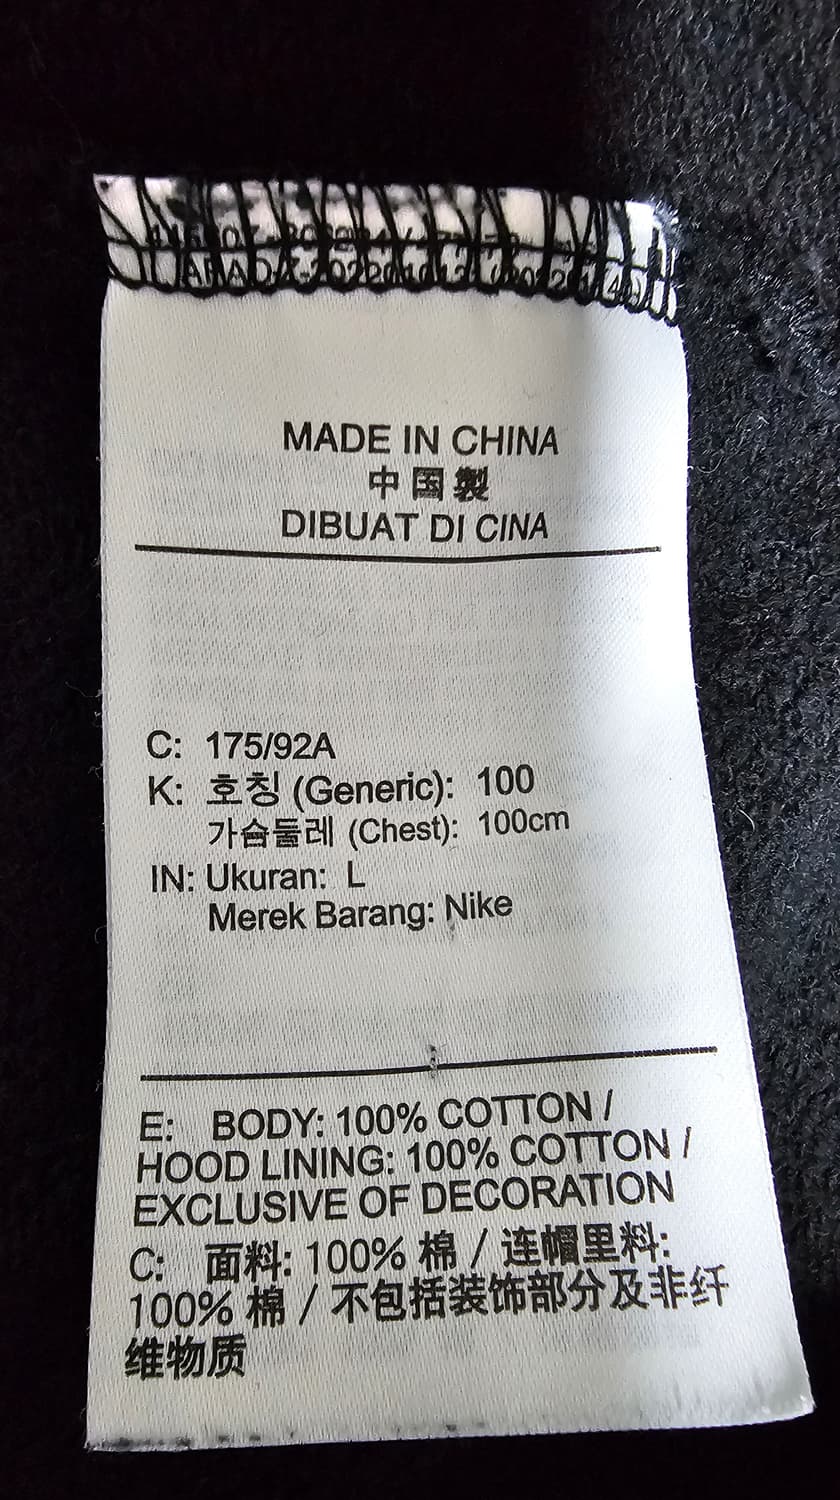 MADE IN CHINA
中国製
DIBUAT DI CINA
C: 175/92A
K: 호칭 (Generic): 100
가슴둘레 (Chest): 100cm
IN: Ukuran: L
Merek Barang: Nike
E: BODY: 100% COTTON /
HOOD LINING: 100% COTTON /
EXCLUSIVE OF DECORATION
C: 面料: 100% 棉 / 连帽里料:
100% 棉 / 不包括装饰部分及非纤
维物质